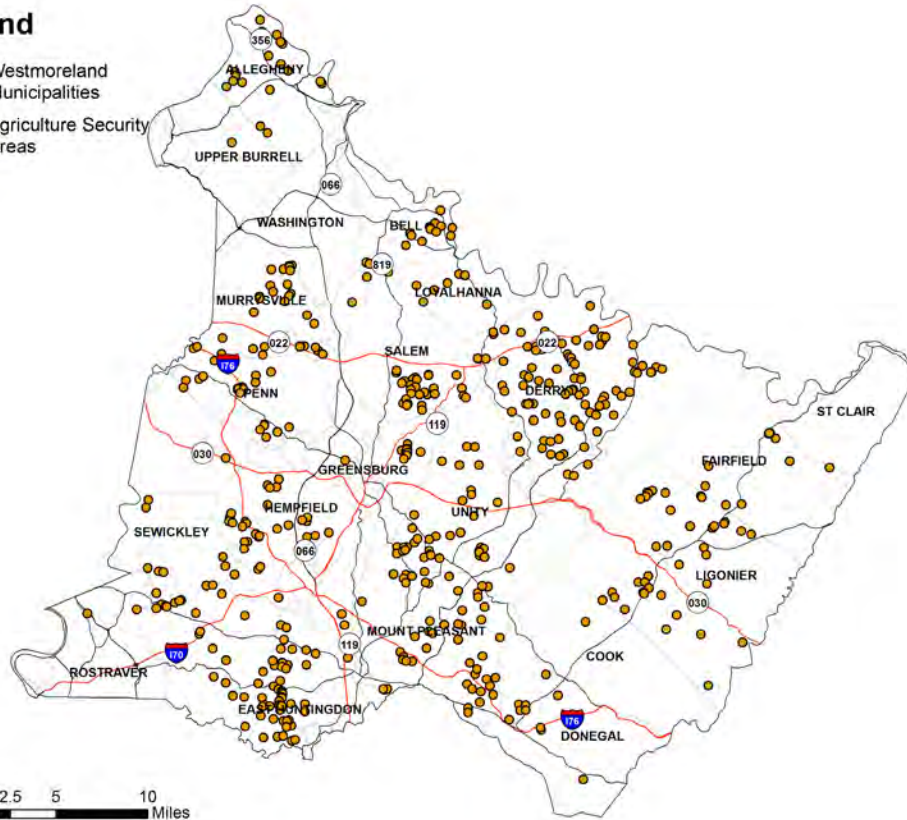 nd
Westmoreland
unicipalities
griculture Security
reas
356
ALLEGHENY
UPPER BURRELL
066
WASHINGTON
BELL
819
LOYALHANNA
MURRYSVILLE
022
022
SALEM
I76
PENN
DERRY
119
ST CLAIR
030
GREENSBURG
FAIRFIELD
HEMPFIELD
UNITY
SEWICKLEY
066
LIGONIER
030
MOUNT PLEASANT
119
COOK
I70
ROSTRAVER
EAST HUNTINGDON
I76
DONEGAL
2.5 5 10
Miles